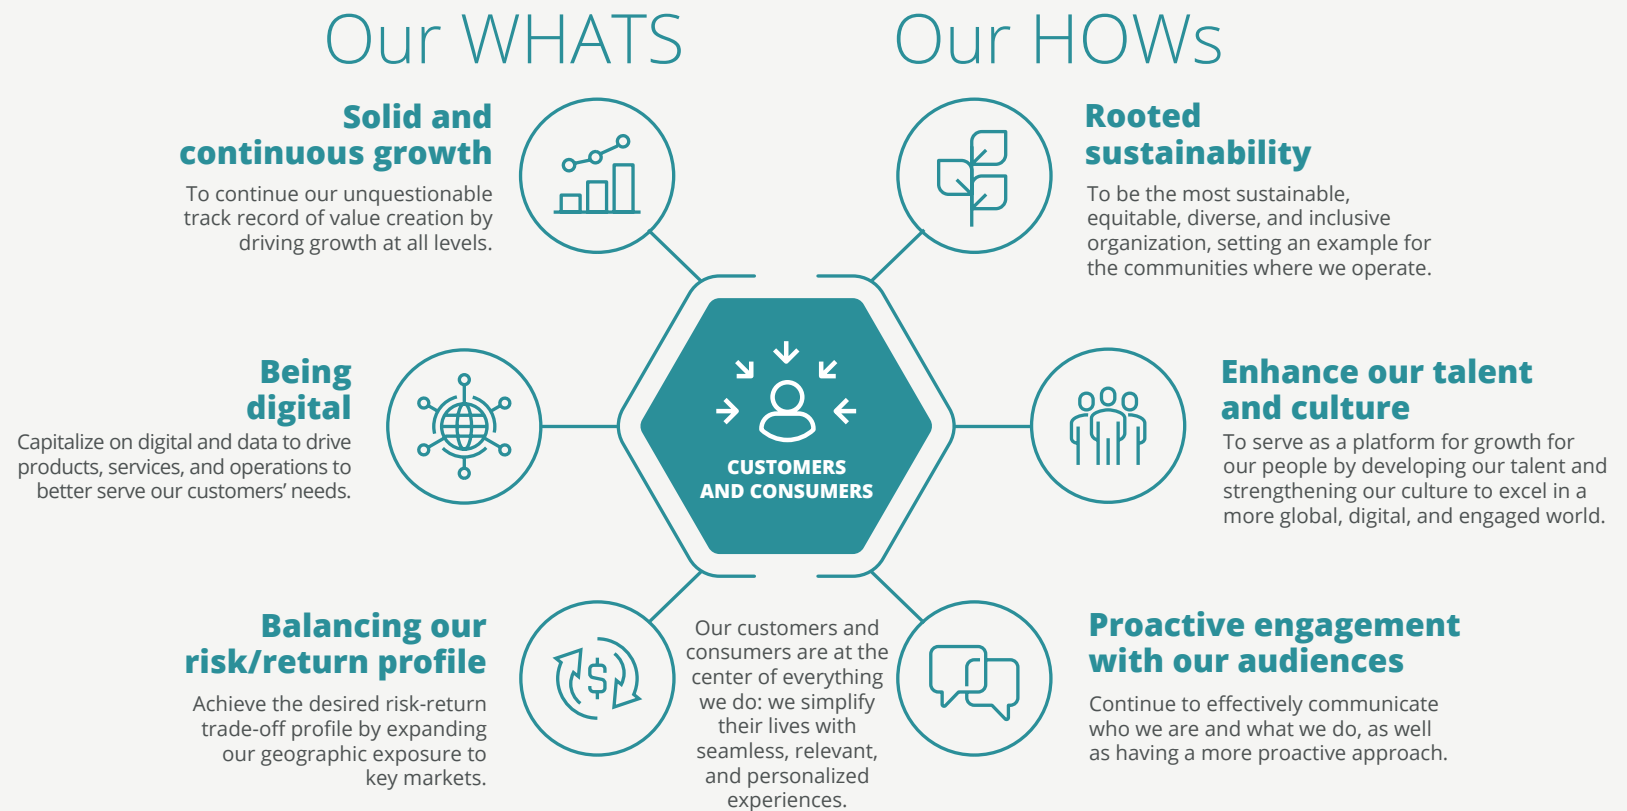 Our WHATS
Solid and
continuous growth
To continue our unquestionable
track record of value creation by
driving growth at all levels.
Being
digital
Capitalize on digital and data to drive
products, services, and operations to
better serve our customers’ needs.
Balancing our
risk/return profile
Achieve the desired risk-return
trade-off profile by expanding
our geographic exposure to
key markets.
$
CUSTOMERS
AND CONSUMERS
Our customers and
consumers are at the
center of everything
we do: we simplify
their lives with
seamless, relevant,
and personalized
experiences.
Our HOWs
Rooted
sustainability
To be the most sustainable,
equitable, diverse, and inclusive
organization, setting an example for
the communities where we operate.
Enhance our talent
and culture
To serve as a platform for growth for
our people by developing our talent and
strengthening our culture to excel in a
more global, digital, and engaged world.
Proactive engagement
with our audiences
Continue to effectively communicate
who we are and what we do, as well
as having a more proactive approach.